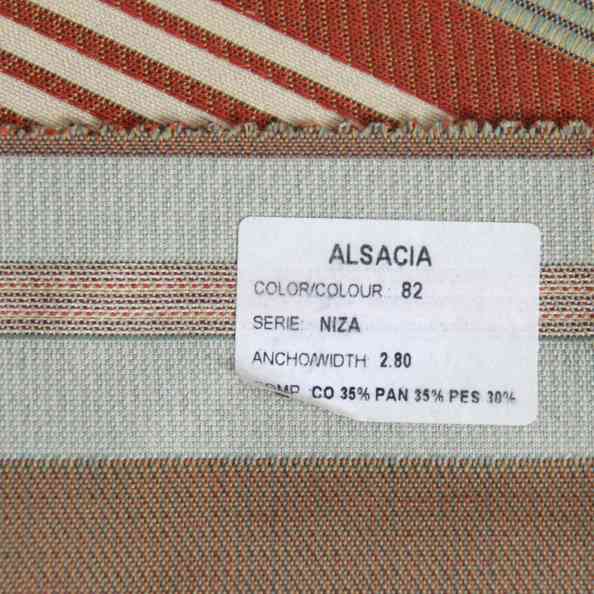 ALSACIA
COLOR/COLOUR 82
SERIE: NIZA
ANCHO/WIDTH 2.80
CO 35% PAN 35% PES 30%